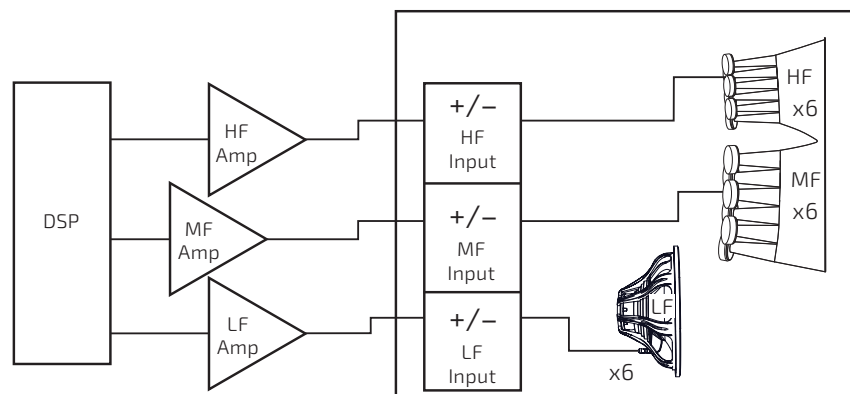 DSP
HF
Amp
MF
Amp
LF
Amp
+/−
HF
Input
+/−
MF
Input
+/−
LF
Input
HF
x6
MF
x6
LF
x6